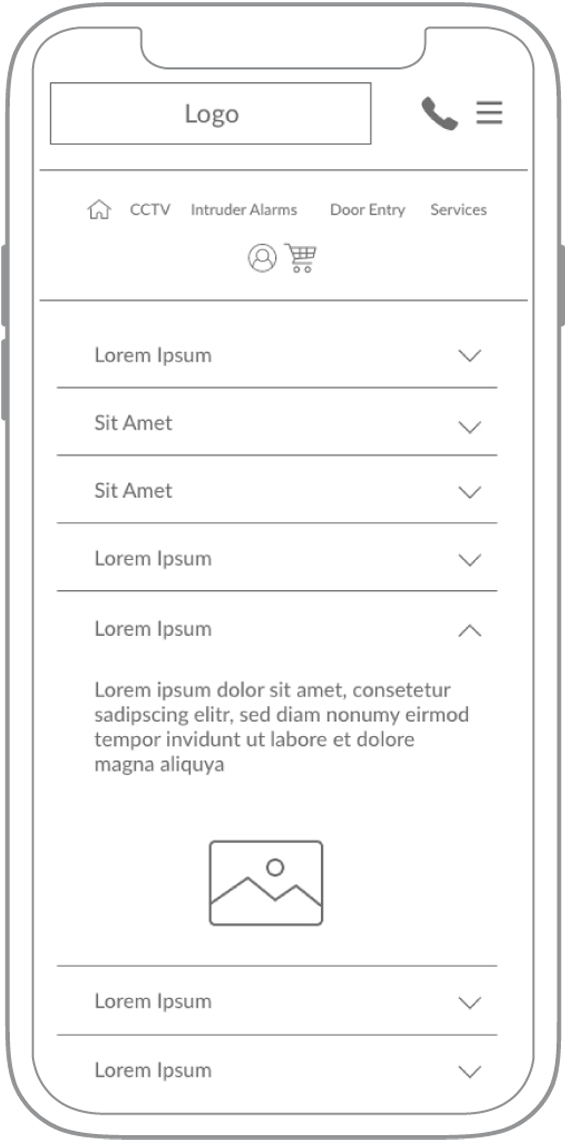 Logo
CCTV Intruder Alarms Door Entry Services
Lorem Ipsum
Sit Amet
Sit Amet
Lorem Ipsum
Lorem Ipsum
Lorem ipsum dolor sit amet, consetetur
sadipscing elitr, sed diam nonumy eirmod
tempor invidunt ut labore et dolore
magna aliquya
Lorem Ipsum
Lorem Ipsum